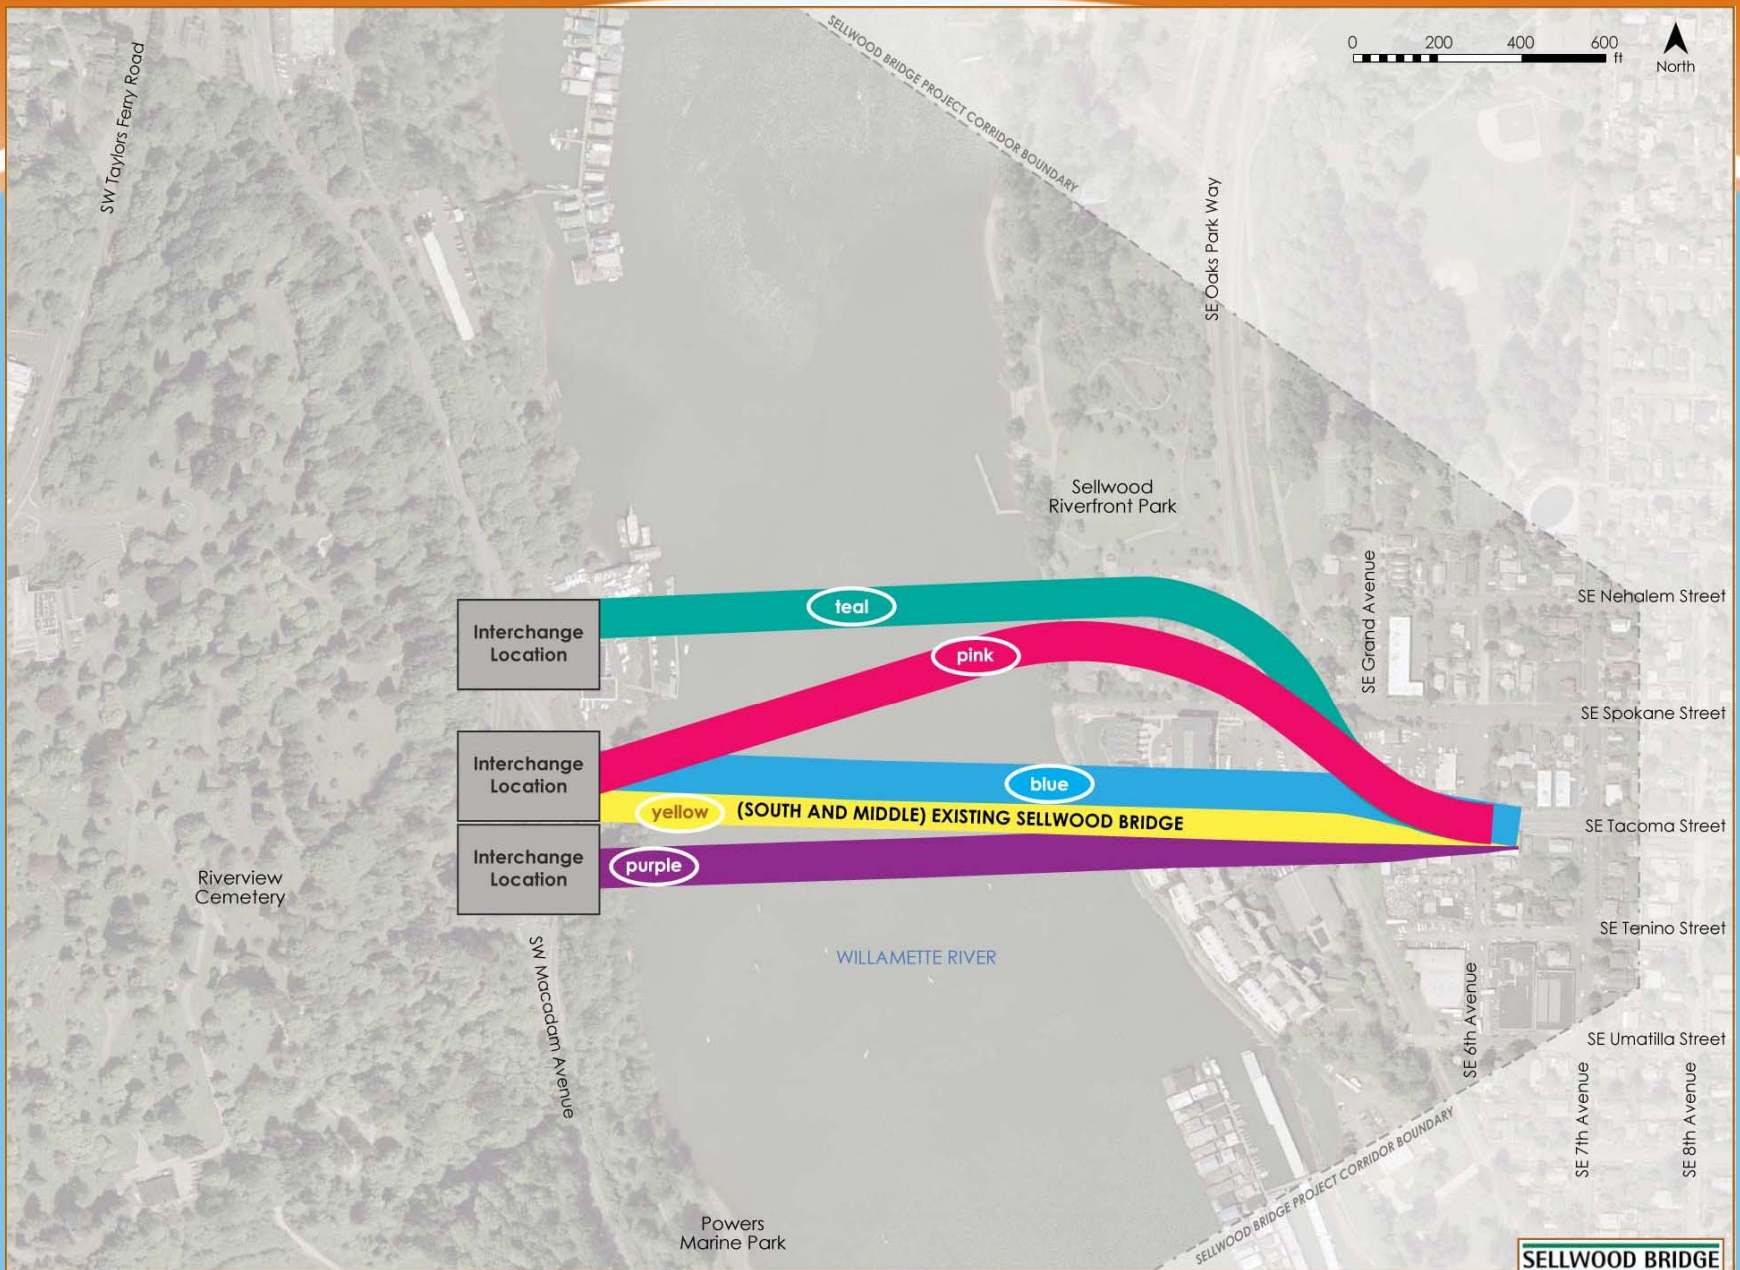 SELLWOOD BRIDGE PROJECT CORRIDOR BOUNDARY
0 200 400 600
ft
North
SW Taylors Ferry Road
SE Oaks Park Way
Sellwood
Riverfront Park
SE Grand Avenue
SE Nehalem Street
teal
Interchange
Location
pink
SE Spokane Street
Interchange
Location
blue
yellow
(SOUTH AND MIDDLE) EXISTING SELLWOOD BRIDGE
SE Tacoma Street
Interchange
Location
purple
Riverview
Cemetery
SE Tenino Street
WILLAMETTE RIVER
SW Macadam Avenue
SE 6th Avenue
SE Umatilla Street
SE 7th Avenue
SE 8th Avenue
SELLWOOD BRIDGE PROJECT CORRIDOR BOUNDARY
Powers
Marine Park
SELLWOOD BRIDGE